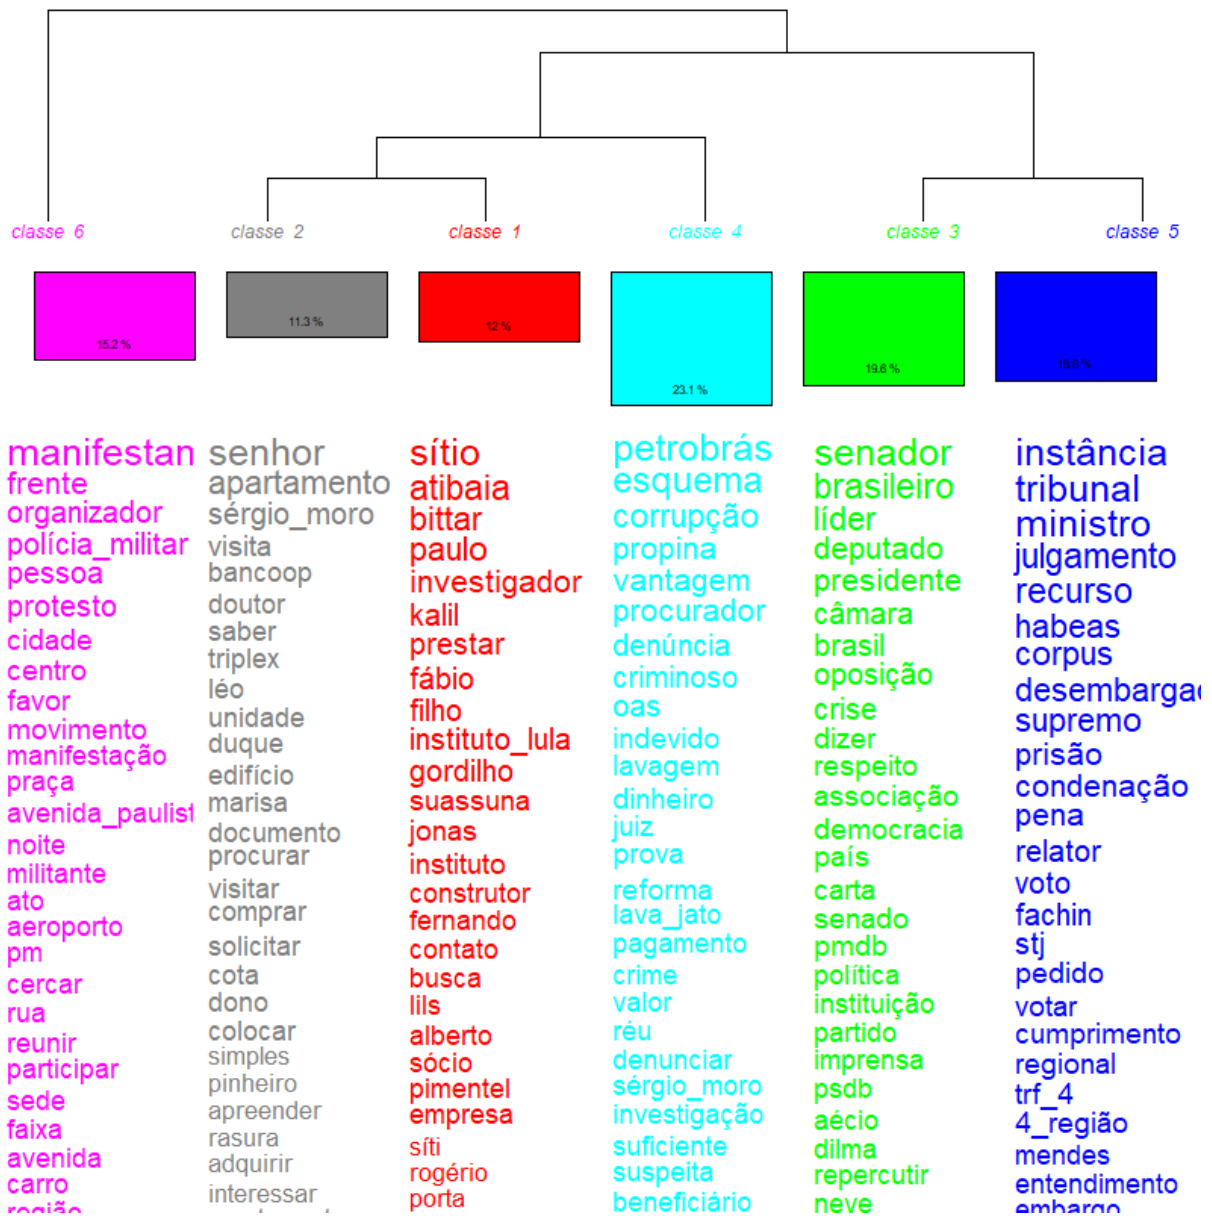 classe 6
classe 2
classe 1
classe 4
classe 3
classe 5
15.2 %
11.3 %
12 %
23.1 %
19.6 %
manifestan
frente
organizador
polícia_militar
pessoa
protesto
cidade
centro
favor
movimento
manifestação
praça
avenida_paulist
noite
militante
ato
aeroporto
pm
cercar
rua
reunir
participar
sede
faixa
avenida
carro
região
senhor
apartamento
sérgio_moro
visita
bancoop
doutor
saber
triplex
léo
unidade
duque
edifício
marisa
documento
procurar
visitar
comprar
solicitar
cota
dono
colocar
simples
pinheiro
apreender
rasura
adquirir
interessar
sítio
atibaia
bittar
paulo
investigador
kalil
prestar
fábio
filho
instituto_lula
gordilho
suassuna
jonas
instituto
construtor
fernando
contato
busca
lils
alberto
sócio
pimentel
empresa
síti
rogério
porta
petrobrás
esquema
corrupção
propina
vantagem
procurador
denúncia
criminoso
oas
indevido
lavagem
dinheiro
juiz
prova
reforma
lava_jato
pagamento
crime
valor
réu
denunciar
sérgio_moro
investigação
suficiente
suspeita
beneficiário
senador
brasileiro
líder
deputado
presidente
câmara
brasil
oposição
crise
dizer
respeito
associação
democracia
país
carta
senado
pmdb
política
instituição
partido
imprensa
psdb
aécio
dilma
repercutir
neve
instância
tribunal
ministro
julgamento
recurso
habeas
corpus
desembarga
supremo
prisão
condenação
pena
relator
voto
fachin
stj
pedido
votar
cumprimento
regional
trf_4
4_região
mendes
entendimento
embargo